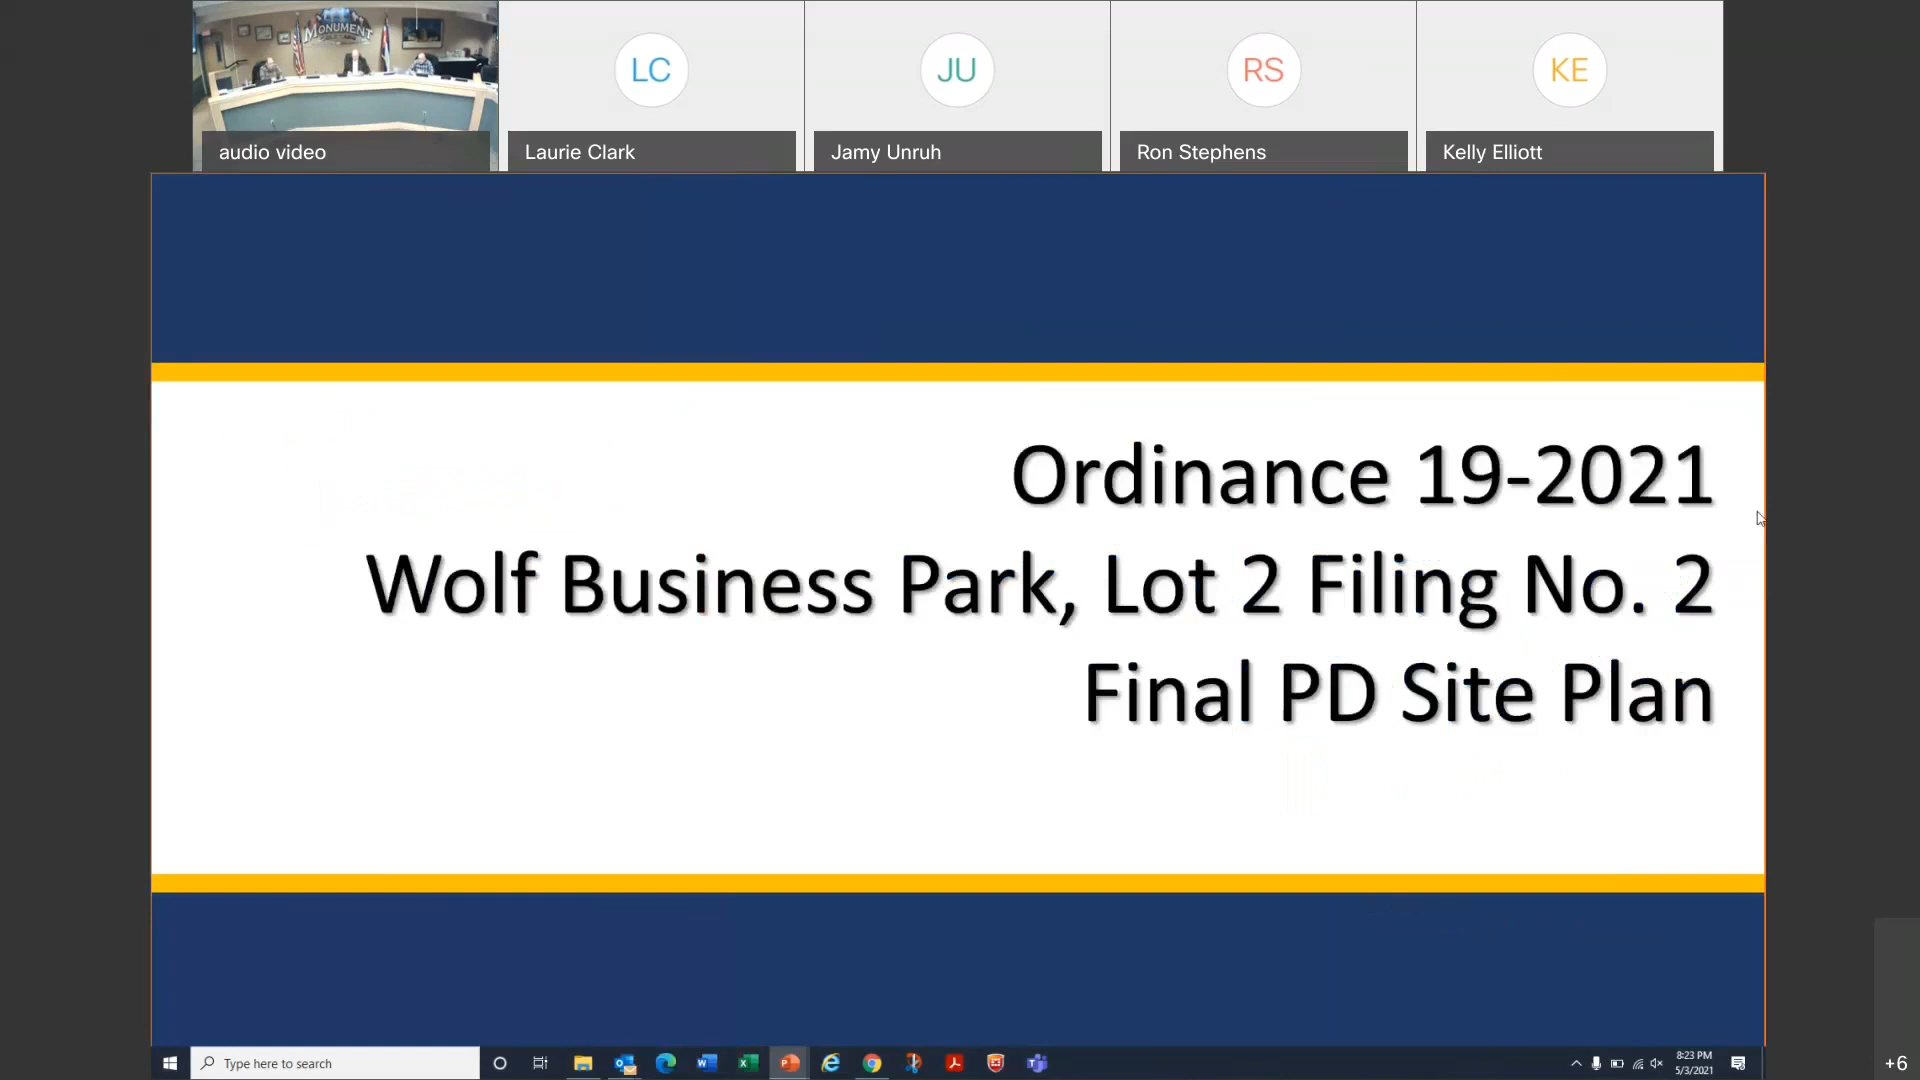 MONUMENT
LC
JU
RS
KE
audio video
Laurie Clark
Jamy Unruh
Ron Stephens
Kelly Elliott
Ordinance 19-2021
Wolf Business Park, Lot 2 Filing No. 2
Final PD Site Plan
Type here to search
8:23 PM
5/3/2021
+6